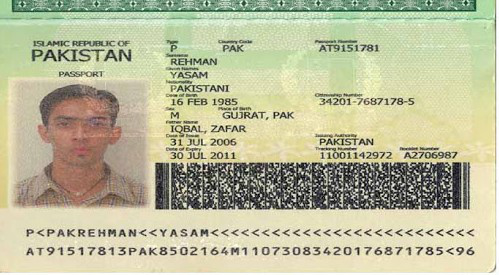 ISLAMIC REPUBLIC OF
PAKISTAN
PASSPORT
Type Country Code Passport Number
P PAK AT9151781
Surname
REHMAN
Given Names
YASAM
Nationality
PAKISTANI
Date of Birth Citizenship Number
16 FEB 1985 34201-7687178-5
Sex Place of Birth
M GUJRAT, PAK
Father Name
IQBAL, ZAFAR
Date of Issue Issuing Authority
31 JUL 2006 PAKISTAN
Date of Expiry Tracking Number Booklet Number
30 JUL 2011 11001142972 A2706987
P<PAKREHMAN<<YASAM<<<<<<<<<<<<<<<<<<<<<<<<<<
AT91517813PAK8502164M11073083420176871785<96